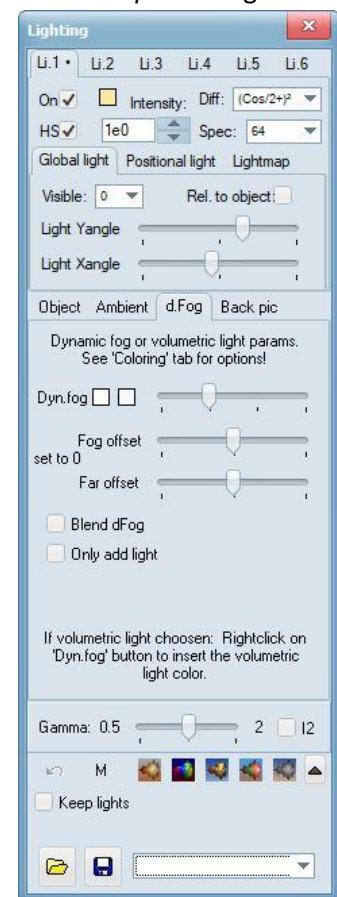 Lighting
Li.1 • Li.2 Li.3 Li.4 Li.5 Li.6
On Intensity: Diff: (Cos/2+)²
HS 1e0 Spec: 64
Global light Positional light Lightmap
Visible: 0 Rel. to object:
Light Yangle
Light Xangle
Object Ambient d.Fog Back pic
Dynamic fog or volumetric light params.
See 'Coloring' tab for options!
Dyn.fog
Fog offset
set to 0
Far offset
Blend dFog
Only add light
If volumetric light choosen: Rightclick on
'Dyn.fog' button to insert the volumetric
light color.
Gamma: 0.5 2 I2
M
Keep lights